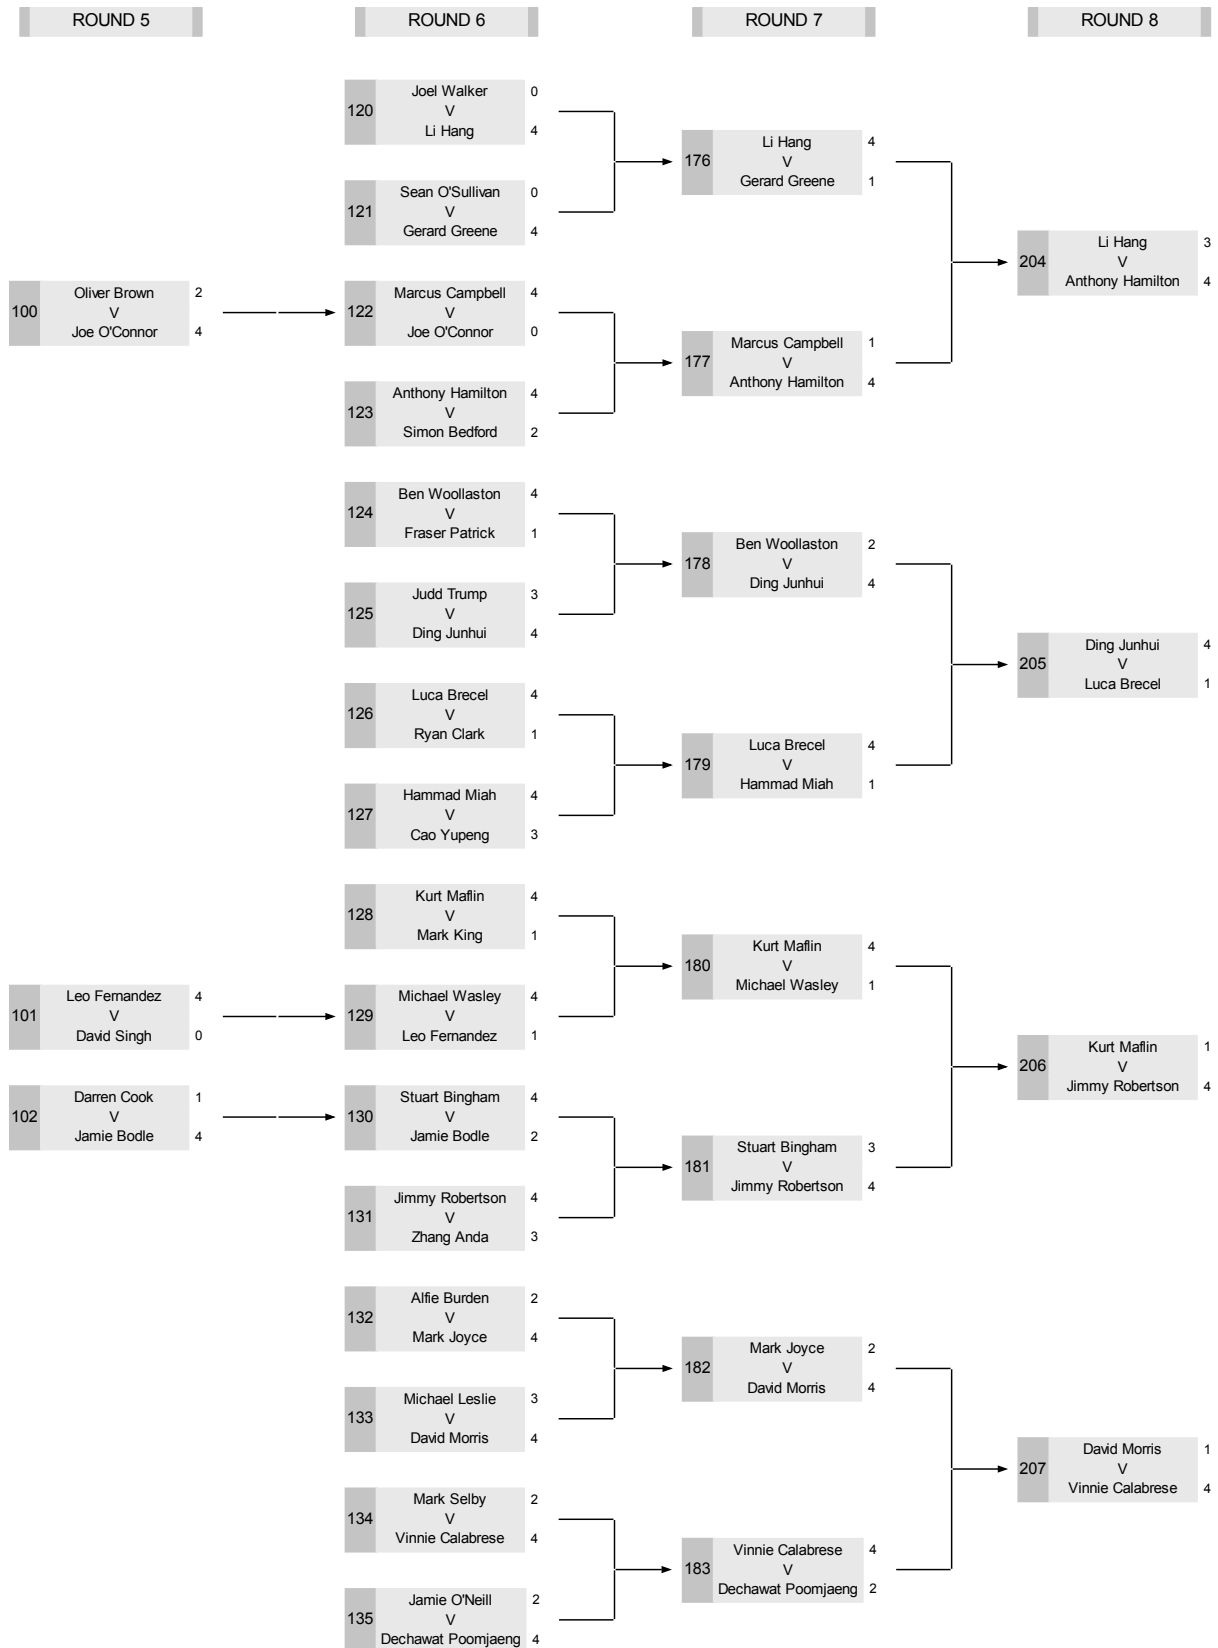 ROUND 5
ROUND 6
ROUND 7
ROUND 8
100
Oliver Brown 2
V
Joe O'Connor 4
101
Leo Fernandez 4
V
David Singh 0
102
Darren Cook 1
V
Jamie Bodle 4
120
Joel Walker 0
V
Li Hang 4
121
Sean O'Sullivan 0
V
Gerard Greene 4
122
Marcus Campbell 4
V
Joe O'Connor 0
123
Anthony Hamilton 4
V
Simon Bedford 2
124
Ben Woollaston 4
V
Fraser Patrick 1
125
Judd Trump 3
V
Ding Junhui 4
126
Luca Brecel 4
V
Ryan Clark 1
127
Hammad Miah 4
V
Cao Yupeng 3
128
Kurt Maflin 4
V
Mark King 1
129
Michael Wasley 4
V
Leo Fernandez 1
130
Stuart Bingham 4
V
Jamie Bodle 2
131
Jimmy Robertson 4
V
Zhang Anda 3
132
Alfie Burden 2
V
Mark Joyce 4
133
Michael Leslie 3
V
David Morris 4
134
Mark Selby 2
V
Vinnie Calabrese 4
135
Jamie O'Neill 2
V
Dechawat Poomjaeng 4
176
Li Hang 4
V
Gerard Greene 1
177
Marcus Campbell 1
V
Anthony Hamilton 4
178
Ben Woollaston 2
V
Ding Junhui 4
179
Luca Brecel 4
V
Hammad Miah 1
180
Kurt Maflin 4
V
Michael Wasley 1
181
Stuart Bingham 3
V
Jimmy Robertson 4
182
Mark Joyce 2
V
David Morris 4
183
Vinnie Calabrese 4
V
Dechawat Poomjaeng 2
204
Li Hang 3
V
Anthony Hamilton 4
205
Ding Junhui 4
V
Luca Brecel 1
206
Kurt Maflin 1
V
Jimmy Robertson 4
207
David Morris 1
V
Vinnie Calabrese 4